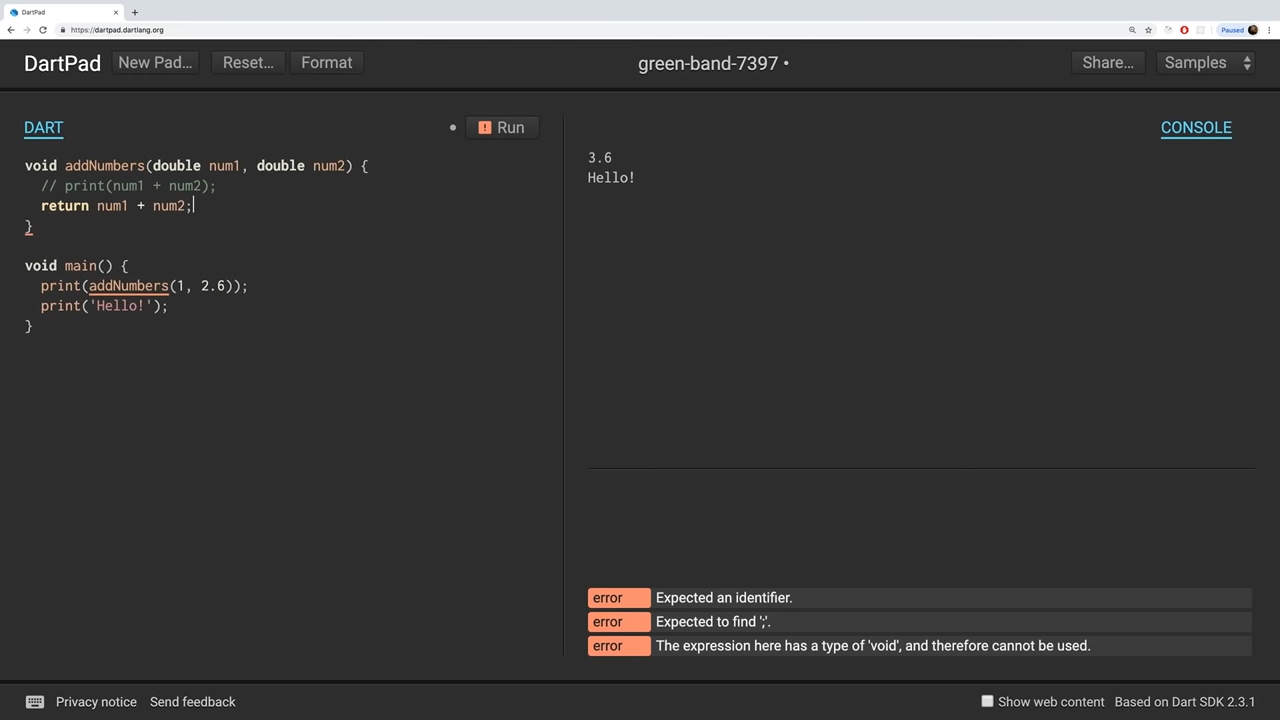 DartPad
https://dartpad.dartlang.org
Paused
DartPad
New Pad...
Reset...
Format
green-band-7397 •
Share...
Samples
DART
Run
CONSOLE
void addNumbers(double num1, double num2) {
// print(num1 + num2);
return num1 + num2;
}
void main() {
print(addNumbers(1, 2.6));
print('Hello!');
}
3.6
Hello!
error Expected an identifier.
error Expected to find ';'.
error The expression here has a type of 'void', and therefore cannot be used.
Privacy notice
Send feedback
Show web content
Based on Dart SDK 2.3.1